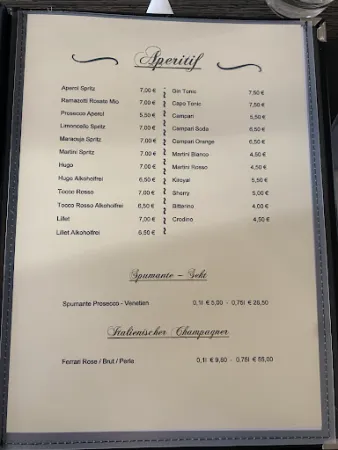 Aperitif
Aperol Spritz 7,00 €
Ramazotti Rosato Mio 7,00 €
Prosecco Aperol 5,50 €
Limoncello Spritz 7,00 €
Maracuja Spritz 7,00 €
Martini Spritz 7,00 €
Hugo 7,00 €
Hugo Alkoholfrei 6,50 €
Tocco Rosso 7,00 €
Tocco Rosso Alkoholfrei 6,50 €
Lillet 7,00 €
Lillet Alkoholfrei 6,50 €
Gin Tonic 7,50 €
Capo Tonic 7,50 €
Campari 5,50 €
Campari Soda 6,50 €
Campari Orange 6,50 €
Martini Bianco 4,50 €
Martini Rosso 4,50 €
Kiroyal 5,50 €
Sherry 5,00 €
Bitterino 4,00 €
Crodino 4,50 €
Spumante – Sekt
Spumante Prosecco - Venetien 0,1l € 5,00 - 0,75l € 26,50
Italienischer Champagner
Ferrari Rose / Brut / Perle 0,1l € 9,60 - 0,75l €